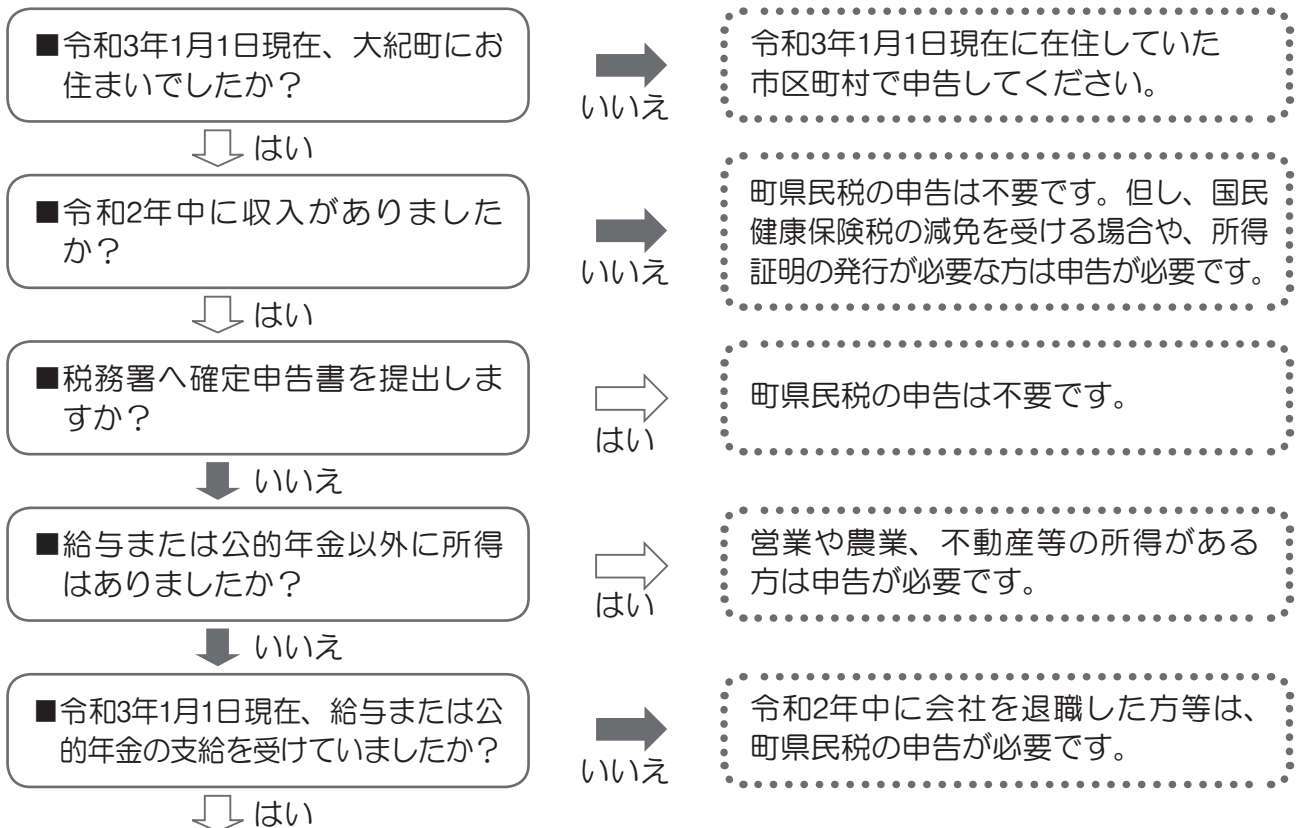 ■令和3年1月1日現在、大紀町にお
住まいでしたか？
いいえ
令和3年1月1日現在に在住していた
市区町村で申告してください。
はい
■令和2年中に収入がありました
か？
いいえ
町県民税の申告は不要です。但し、国民
健康保険税の減免を受ける場合や、所得
証明の発行が必要な方は申告が必要です。
はい
■税務署へ確定申告書を提出しま
すか？
はい
町県民税の申告は不要です。
いいえ
■給与または公的年金以外に所得
はありましたか？
はい
営業や農業、不動産等の所得がある
方は申告が必要です。
いいえ
■令和3年1月1日現在、給与または公
的年金の支給を受けていましたか？
いいえ
令和2年中に会社を退職した方等は、
町県民税の申告が必要です。
はい